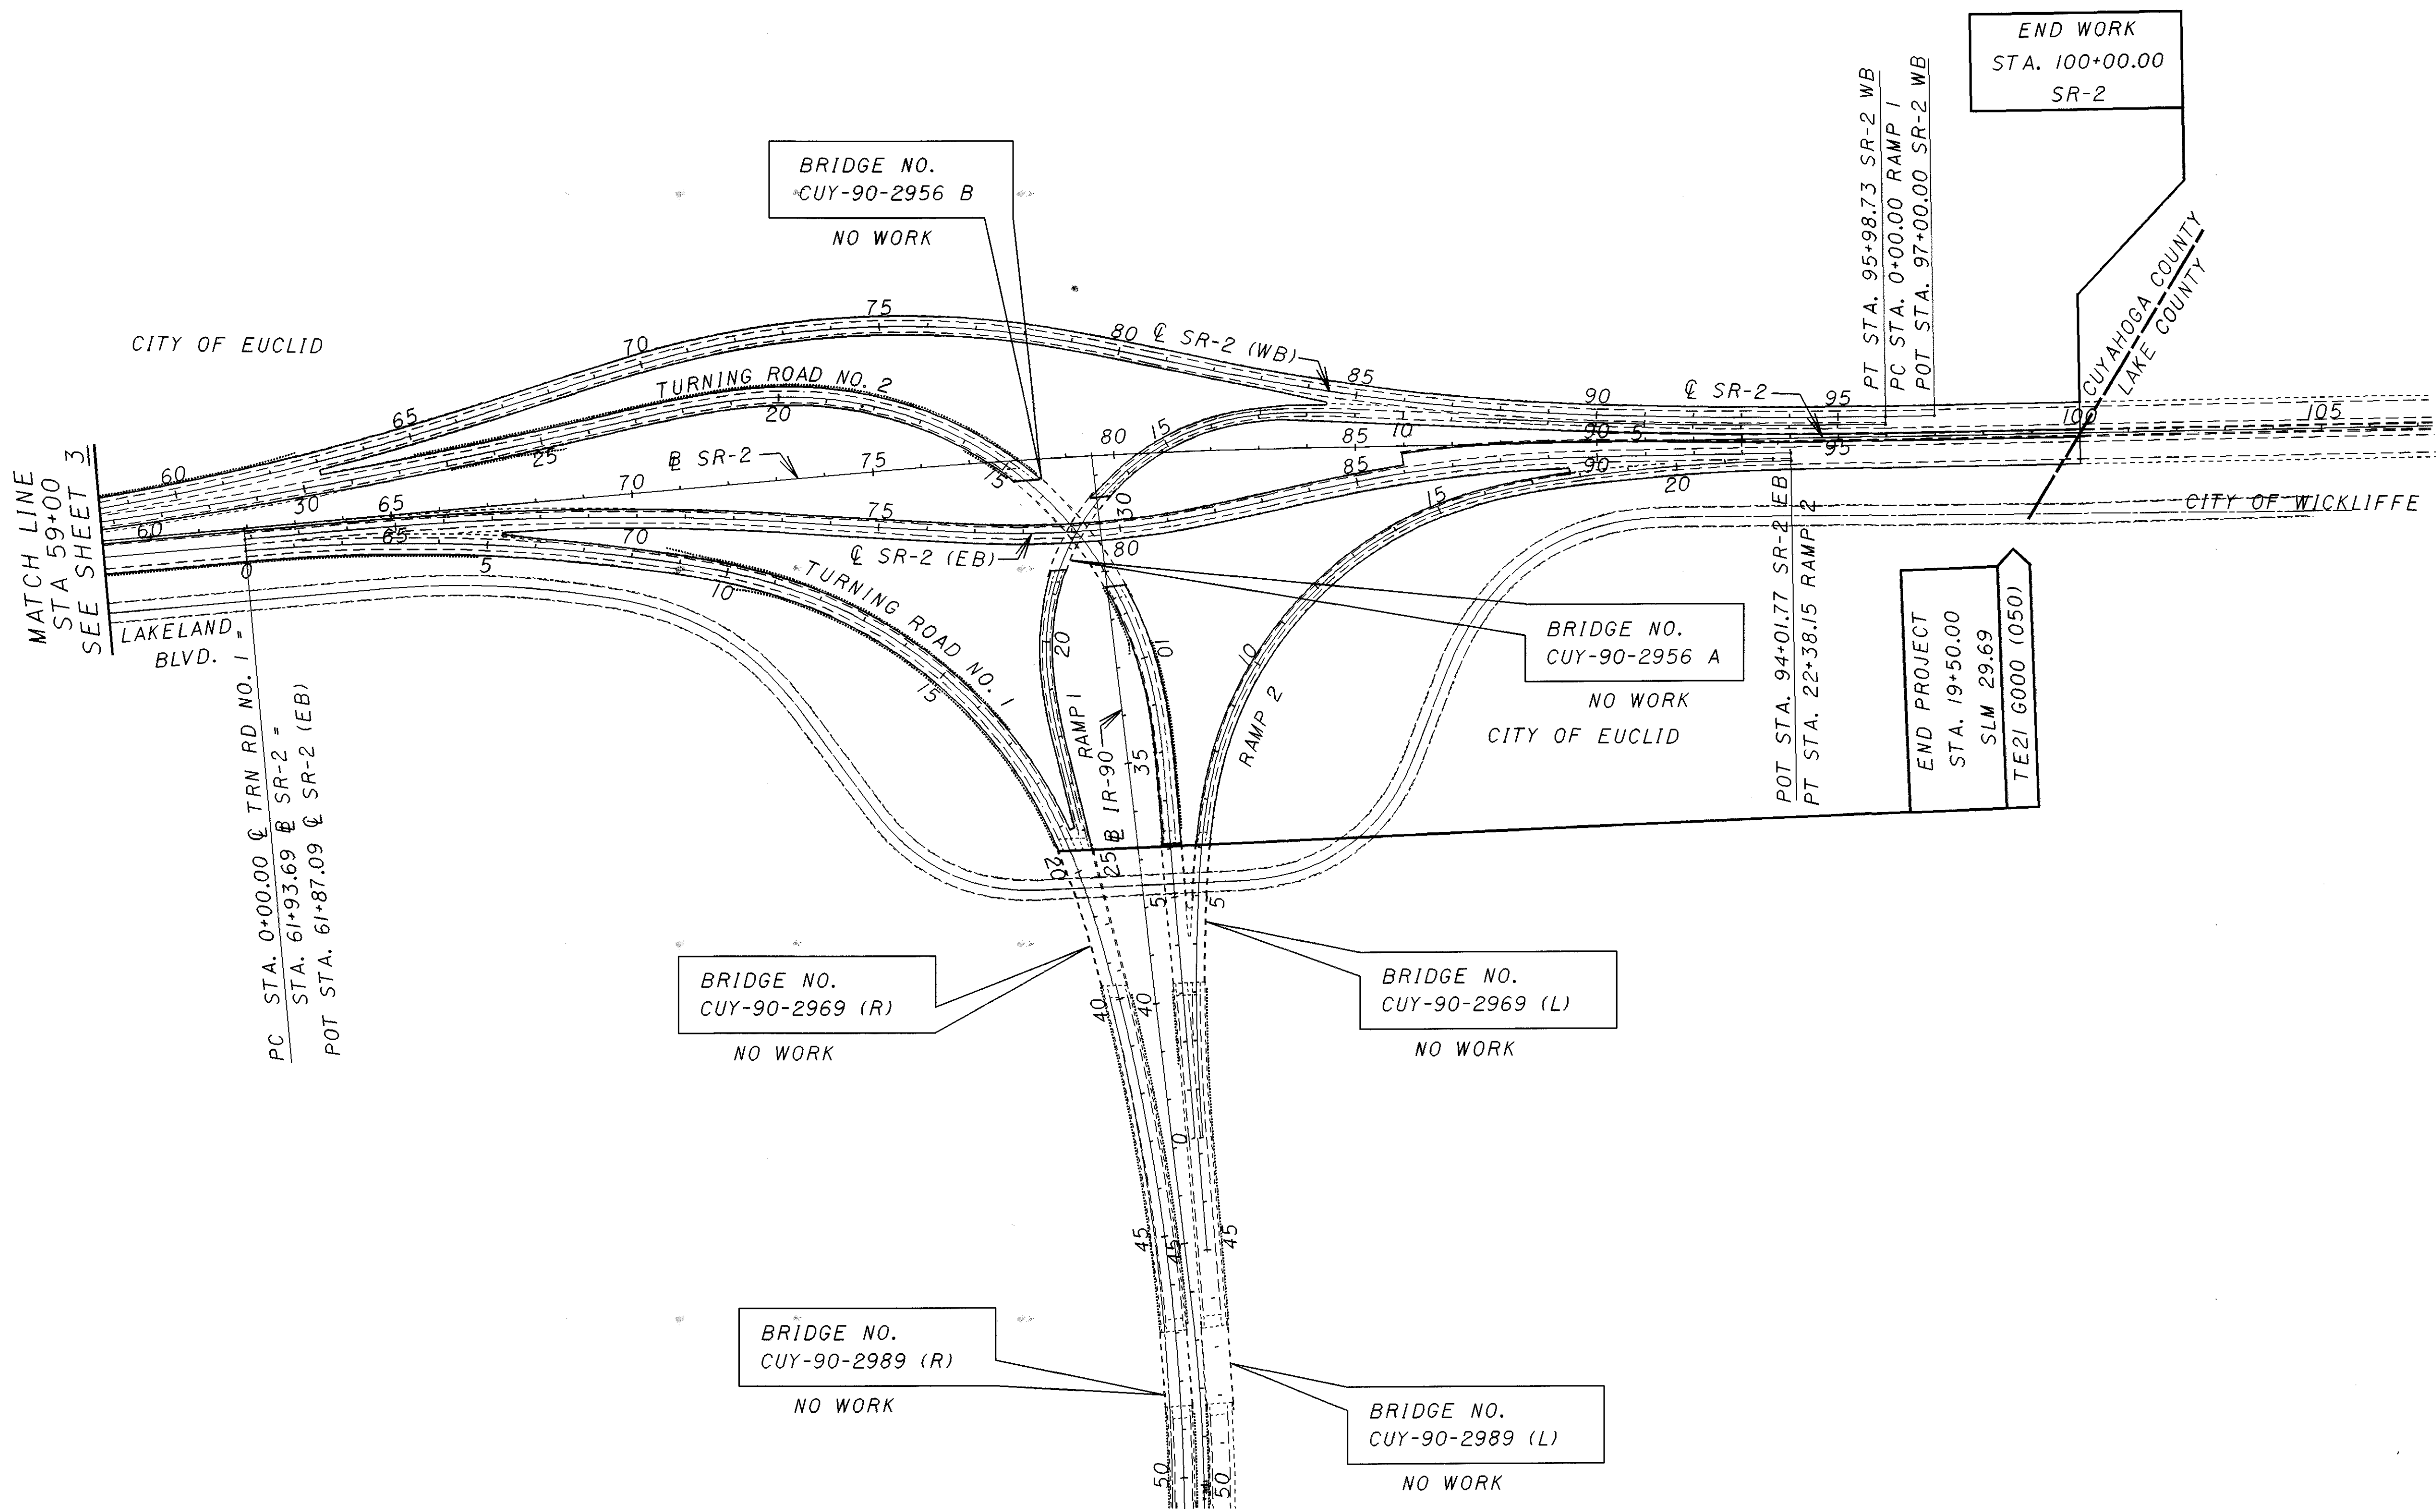 END WORK
STA. 100+00.00
SR-2
PT STA. 95+98.73 SR-2 WB
PC STA. 0+00.00 RAMP 1
POT STA. 97+00.00 SR-2 WB
CUYAHOGA COUNTY
LAKE COUNTY
BRIDGE NO.
CUY-90-2956 B
NO WORK
CITY OF EUCLID
75
70
80
℄ SR-2 (WB)
85
90
℄ SR-2
95
100
105
65
TURNING ROAD NO. 2
20
15
80
85
10
90
5
95
60
25
℄ SR-2
75
15
85
90
15
20
MATCH LINE
STA 59+00
SEE SHEET 3
60
30
65
70
75
30
80
CITY OF WICKLIFFE
0
65
5
70
10
℄ SR-2 (EB)
LAKELAND
BLVD.
TURNING ROAD NO. 1
15
20
RAMP 1
10
10
RAMP 2
BRIDGE NO.
CUY-90-2956 A
NO WORK
CITY OF EUCLID
℄ IR-90
35
25
20
5
5
PC STA. 0+00.00 ℄ TRN RD NO. 1 =
STA. 61+93.69 ℄ SR-2 =
POT STA. 61+87.09 ℄ SR-2 (EB)
POT STA. 94+01.77 SR-2 EB
PT STA. 22+38.15 RAMP 2
END PROJECT
STA. 19+50.00
SLM 29.69
TE21 G000 (050)
BRIDGE NO.
CUY-90-2969 (R)
NO WORK
BRIDGE NO.
CUY-90-2969 (L)
NO WORK
40
40
0
45
45
45
BRIDGE NO.
CUY-90-2989 (R)
NO WORK
BRIDGE NO.
CUY-90-2989 (L)
NO WORK
50
50